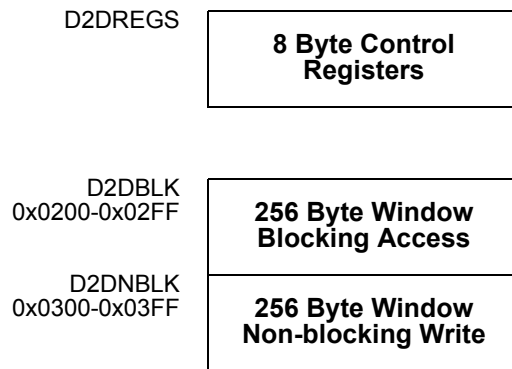 D2DREGS
8 Byte Control
Registers
D2DBLK
0x0200-0x02FF
256 Byte Window
Blocking Access
D2DNBLK
0x0300-0x03FF
256 Byte Window
Non-blocking Write